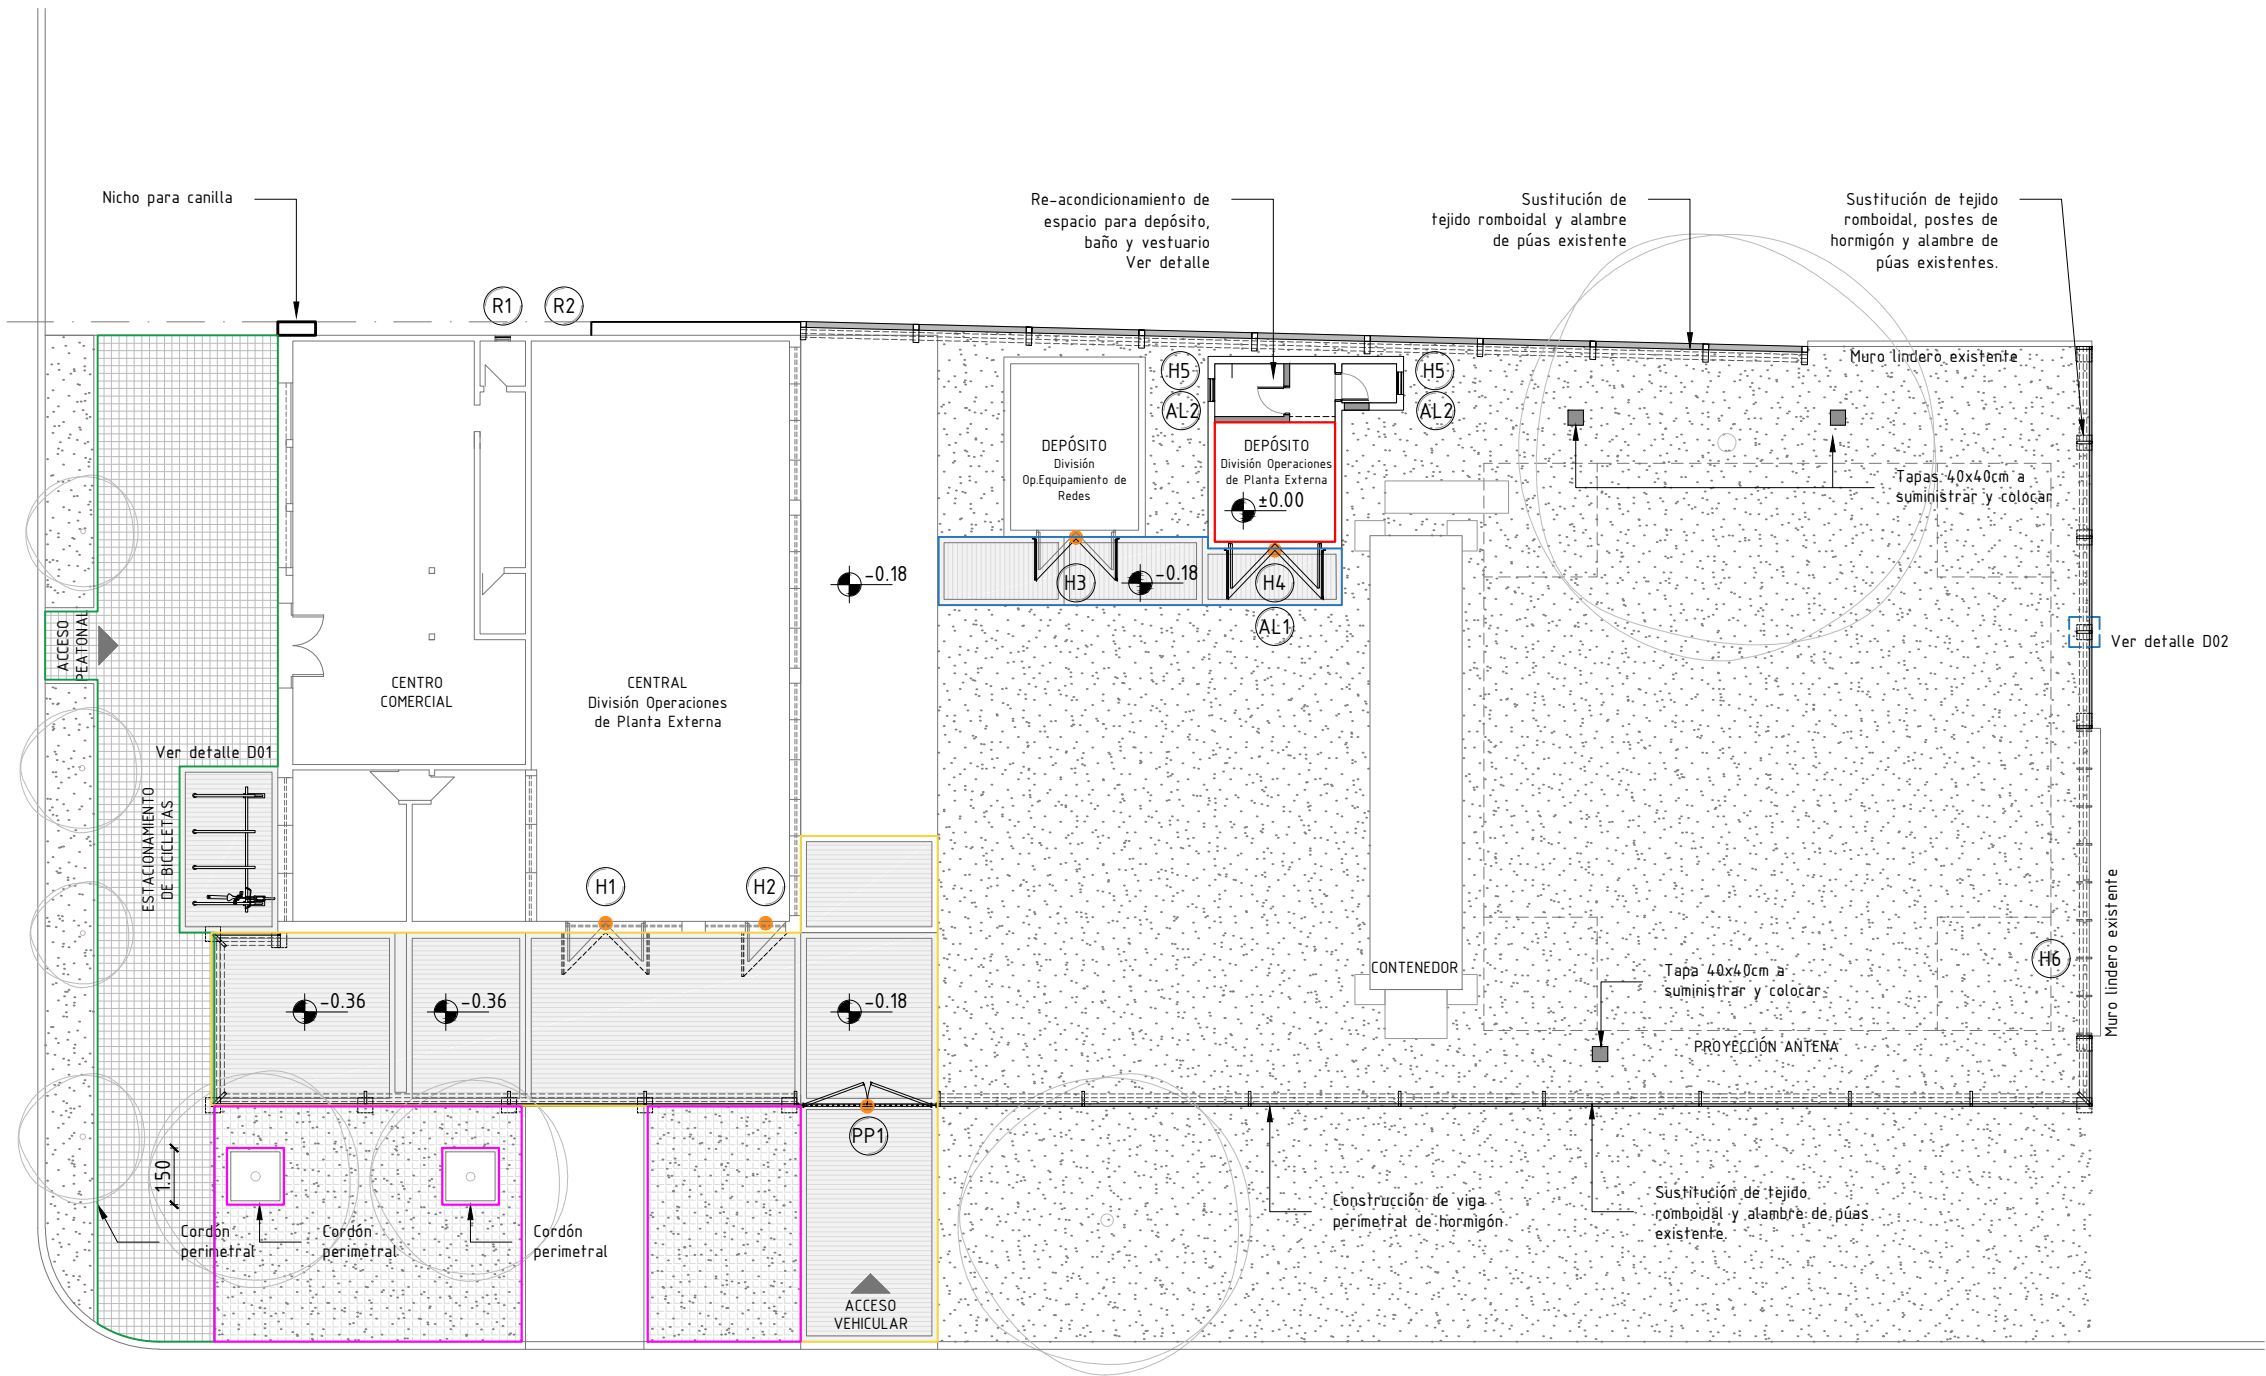 Nicho para canilla
Re-acondicionamiento de
espacio para depósito,
baño y vestuario
Ver detalle
Sustitución de
tejido romboidal y alambre
de púas existente
Sustitución de tejido
romboidal, postes de
hormigón y alambre de
púas existentes.
R1
R2
Muro lindero existente
H5
AL2
H5
AL2
DEPÓSITO
División
Op.Equipamiento de
Redes
DEPÓSITO
División Operaciones
de Planta Externa
±0.00
Tapas 40x40cm a
suministrar y colocar
-0.18
H3
-0.18
H4
AL1
ACCESO
PEATONAL
Ver detalle D02
CENTRO
COMERCIAL
CENTRAL
División Operaciones
de Planta Externa
Ver detalle D01
ESTACIONAMIENTO
DE BICICLETAS
H1
H2
Muro lindero existente
H6
CONTENEDOR
Tapa 40x40cm a
suministrar y colocar
-0.36
-0.36
-0.18
PROYECCIÓN ANTENA
PP1
1.50
Cordón
perimetral
Cordón
perimetral
Cordón
perimetral
Construcción de viga
perimetral de hormigón
Sustitución de tejido
romboidal y alambre de púas
existente.
ACCESO
VEHICULAR